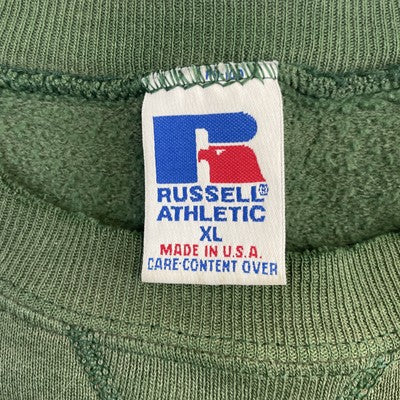 RUSSELL®
ATHLETIC
XL
MADE IN U.S.A.
CARE-CONTENT OVER